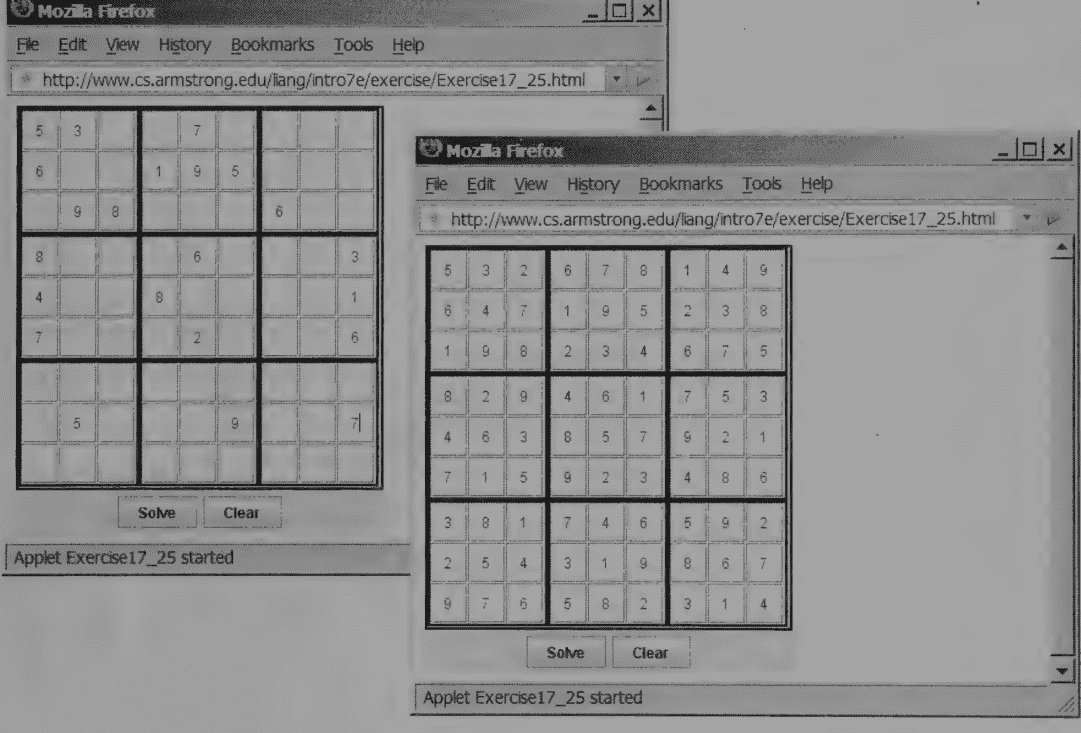 Mozilla Firefox
File Edit View History Bookmarks Tools Help
http://www.cs.armstrong.edu/liang/intro7e/exercise/Exercise17_25.html
5 3 7
6 1 9 5
9 8 6
8 6 3
4 8 1
7 2 6
5 9 7
Solve Clear
Applet Exercise17_25 started
Mozilla Firefox
File Edit View History Bookmarks Tools Help
http://www.cs.armstrong.edu/liang/intro7e/exercise/Exercise17_25.html
5 3 2 6 7 8 1 4 9
6 4 7 1 9 5 2 3 8
1 9 8 2 3 4 6 7 5
8 2 9 4 6 1 7 5 3
4 6 3 8 5 7 9 2 1
7 1 5 9 2 3 4 8 6
3 8 1 7 4 6 5 9 2
2 5 4 3 1 9 8 6 7
9 7 6 5 8 2 3 1 4
Solve Clear
Applet Exercise17_25 started